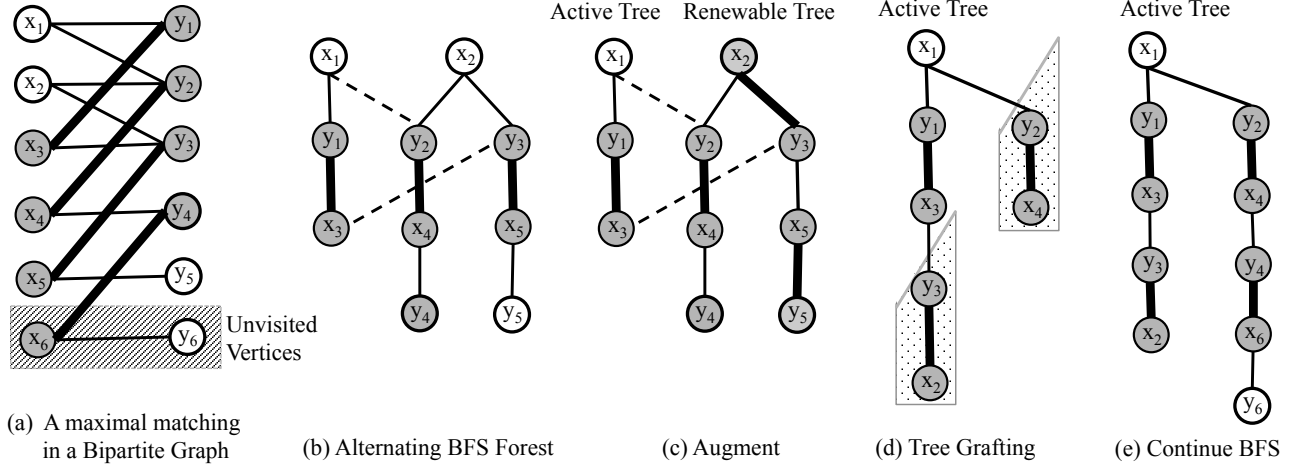 Active Tree Renewable Tree Active Tree Active Tree
x1 y1
x2 y2
x3 y3
x4 y4
x5 y5
x6 y6
Unvisited
Vertices
x1 x2
y1 y2 y3
x3 x4 x5
y4 y5
x1 x2
y1 y2 y3
x3 x4 x5
y4 y5
x1
y1 y2
x3 x4
y3
x2
x1
y1 y2
x3 x4
y3 y4
x2 x6
y6
(a) A maximal matching
in a Bipartite Graph
(b) Alternating BFS Forest
(c) Augment
(d) Tree Grafting
(e) Continue BFS